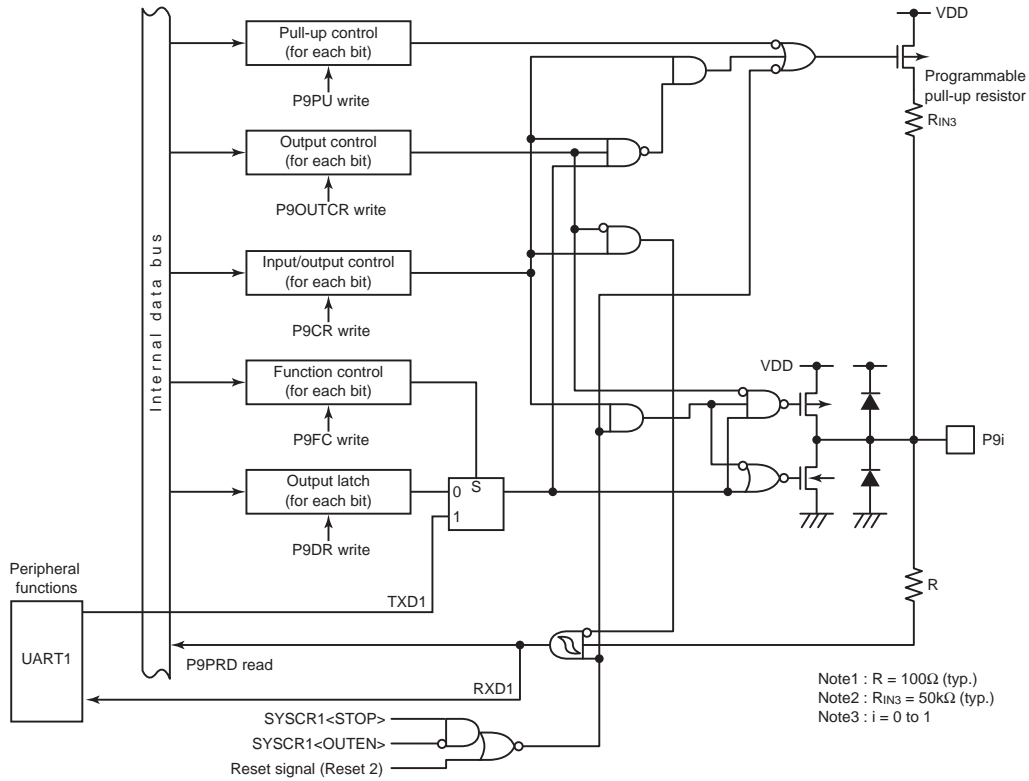 VDD
Pull-up control
(for each bit)
P9PU write
Programmable
pull-up resistor
RIN3
Output control
(for each bit)
P9OUTCR write
Internal data bus
Input/output control
(for each bit)
P9CR write
Function control
(for each bit)
P9FC write
VDD
P9i
Output latch
(for each bit)
P9DR write
S
0
1
Peripheral
functions
UART1
TXD1
R
P9PRD read
RXD1
Note1 : R = 100Ω (typ.)
Note2 : RIN3 = 50kΩ (typ.)
Note3 : i = 0 to 1
SYSCR1<STOP>
SYSCR1<OUTEN>
Reset signal (Reset 2)